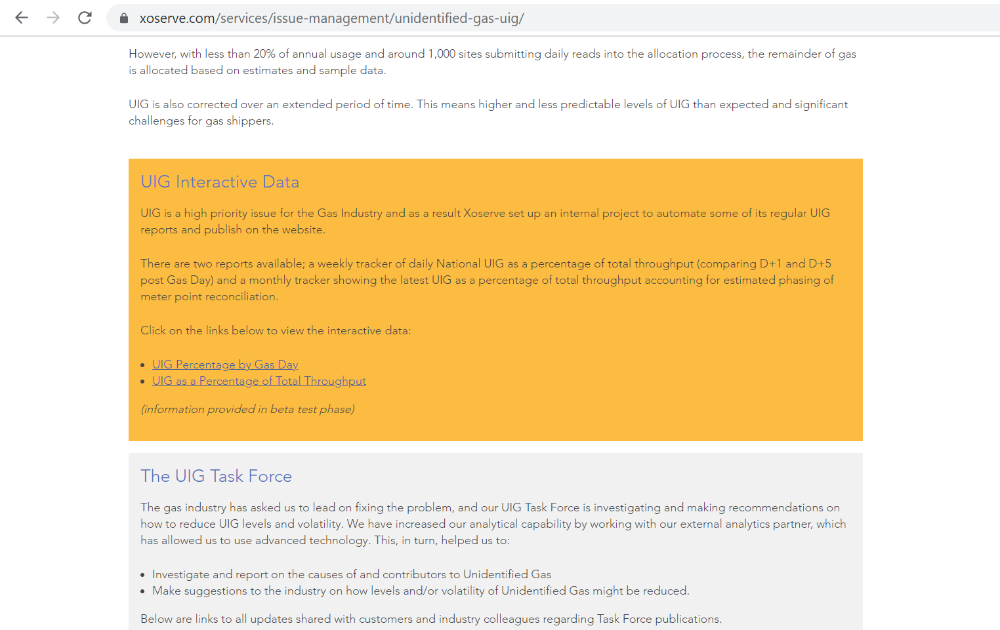 xoserve.com/services/issue-management/unidentified-gas-uig/
However, with less than 20% of annual usage and around 1,000 sites submitting daily reads into the allocation process, the remainder of gas
is allocated based on estimates and sample data.
UIG is also corrected over an extended period of time. This means higher and less predictable levels of UIG than expected and significant
challenges for gas shippers.
UIG Interactive Data
UIG is a high priority issue for the Gas Industry and as a result Xoserve set up an internal project to automate some of its regular UIG
reports and publish on the website.
There are two reports available; a weekly tracker of daily National UIG as a percentage of total throughput (comparing D+1 and D+5
post Gas Day) and a monthly tracker showing the latest UIG as a percentage of total throughput accounting for estimated phasing of
meter point reconciliation.
Click on the links below to view the interactive data:
• UIG Percentage by Gas Day
• UIG as a Percentage of Total Throughput
(information provided in beta test phase)
The UIG Task Force
The gas industry has asked us to lead on fixing the problem, and our UIG Task Force is investigating and making recommendations on
how to reduce UIG levels and volatility. We have increased our analytical capability by working with our external analytics partner, which
has allowed us to use advanced technology. This, in turn, helped us to:
• Investigate and report on the causes of and contributors to Unidentified Gas
• Make suggestions to the industry on how levels and/or volatility of Unidentified Gas might be reduced.
Below are links to all updates shared with customers and industry colleagues regarding Task Force publications.